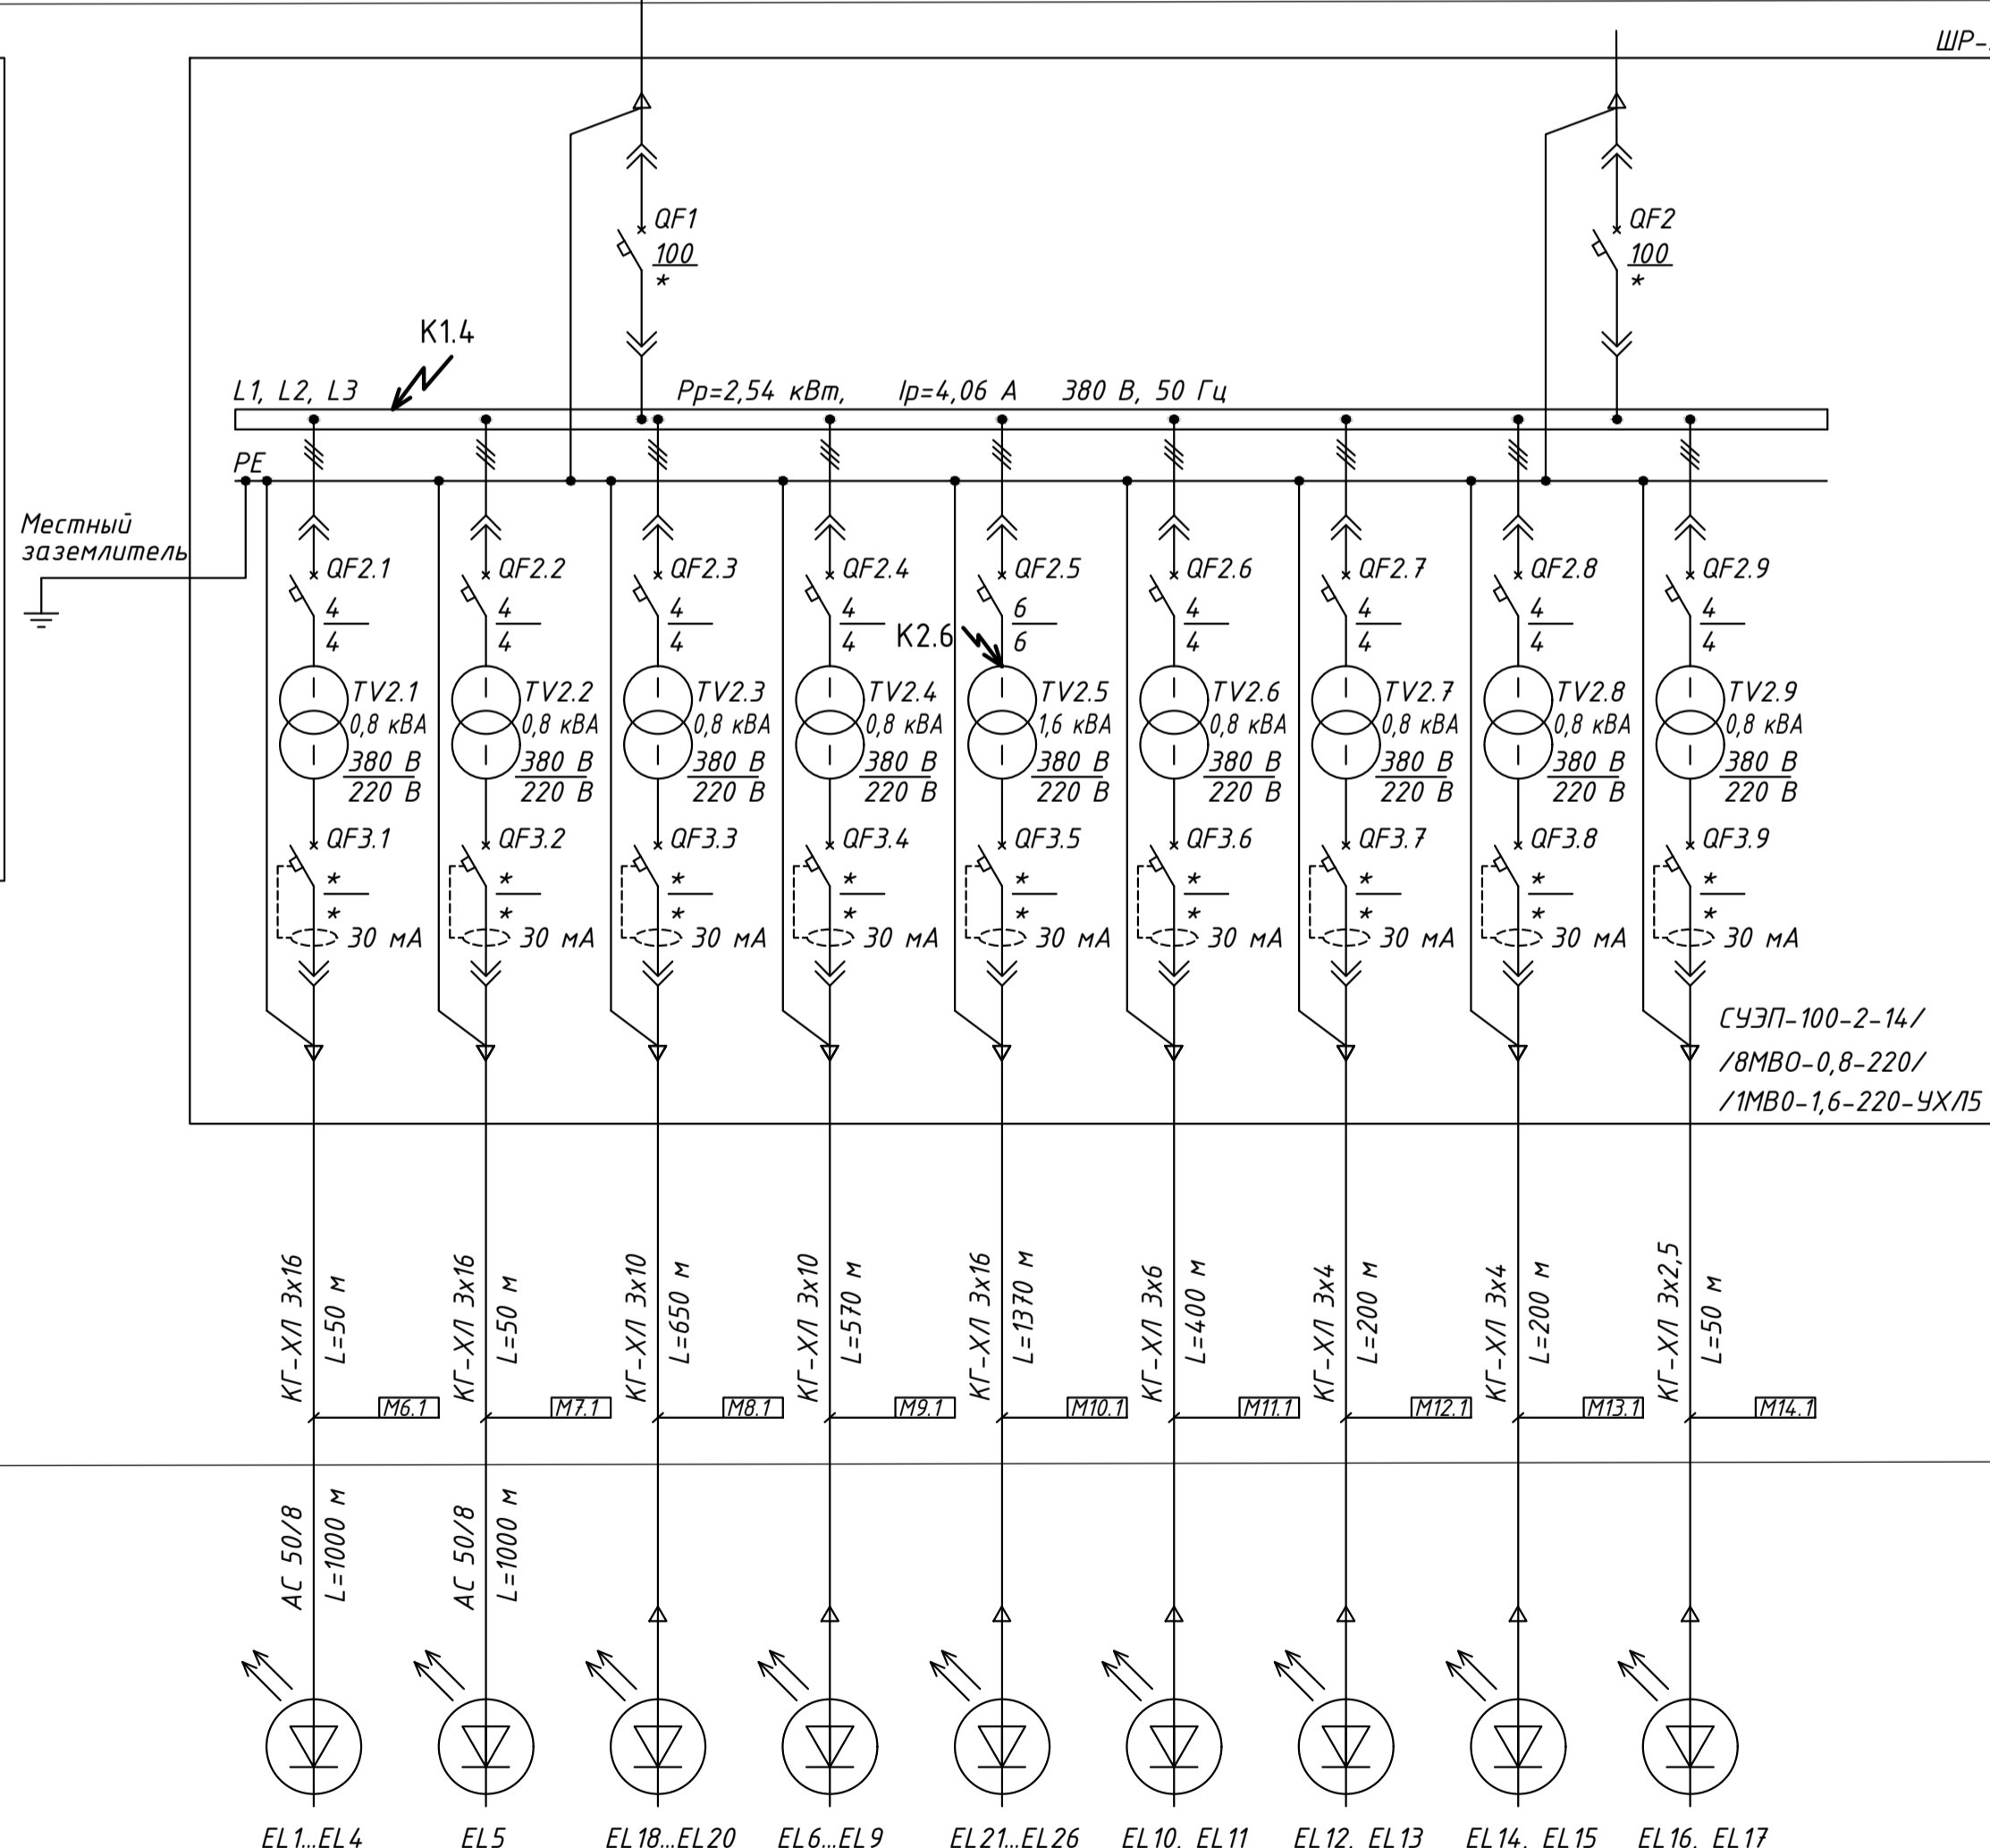 ШР-
QF1
100
*
QF2
100
*
K1.4
L1, L2, L3
Рр=2,54 кВт, Iр=4,06 А 380 В, 50 Гц
PE
Местный
заземлитель
QF2.1 QF2.2 QF2.3 QF2.4 QF2.5 QF2.6 QF2.7 QF2.8 QF2.9
4 4 4 4 6 4 4 4 4
4 4 4 4 6 4 4 4 4
K2.6
TV2.1 TV2.2 TV2.3 TV2.4 TV2.5 TV2.6 TV2.7 TV2.8 TV2.9
0,8 кВА 0,8 кВА 0,8 кВА 0,8 кВА 1,6 кВА 0,8 кВА 0,8 кВА 0,8 кВА 0,8 кВА
380 В 380 В 380 В 380 В 380 В 380 В 380 В 380 В 380 В
220 В 220 В 220 В 220 В 220 В 220 В 220 В 220 В 220 В
QF3.1 QF3.2 QF3.3 QF3.4 QF3.5 QF3.6 QF3.7 QF3.8 QF3.9
* * * * * * * * *
* * * * * * * * *
30 мА 30 мА 30 мА 30 мА 30 мА 30 мА 30 мА 30 мА 30 мА
СУЭП-100-2-14/
/8МВО-0,8-220/
/1МВО-1,6-220-УХЛ5
КГ-ХЛ 3х16
L=50 м
КГ-ХЛ 3х16
L=50 м
КГ-ХЛ 3х10
L=650 м
КГ-ХЛ 3х10
L=570 м
КГ-ХЛ 3х16
L=1370 м
КГ-ХЛ 3х6
L=400 м
КГ-ХЛ 3х4
L=200 м
КГ-ХЛ 3х4
L=200 м
КГ-ХЛ 3х2,5
L=50 м
М6.1 М7.1 М8.1 М9.1 М10.1 М11.1 М12.1 М13.1 М14.1
АС 50/8
L=1000 м
АС 50/8
L=1000 м
EL1...EL4 EL5 EL18...EL20 EL6...EL9 EL21...EL26 EL10, EL11 EL12, EL13 EL14, EL15 EL16, EL17